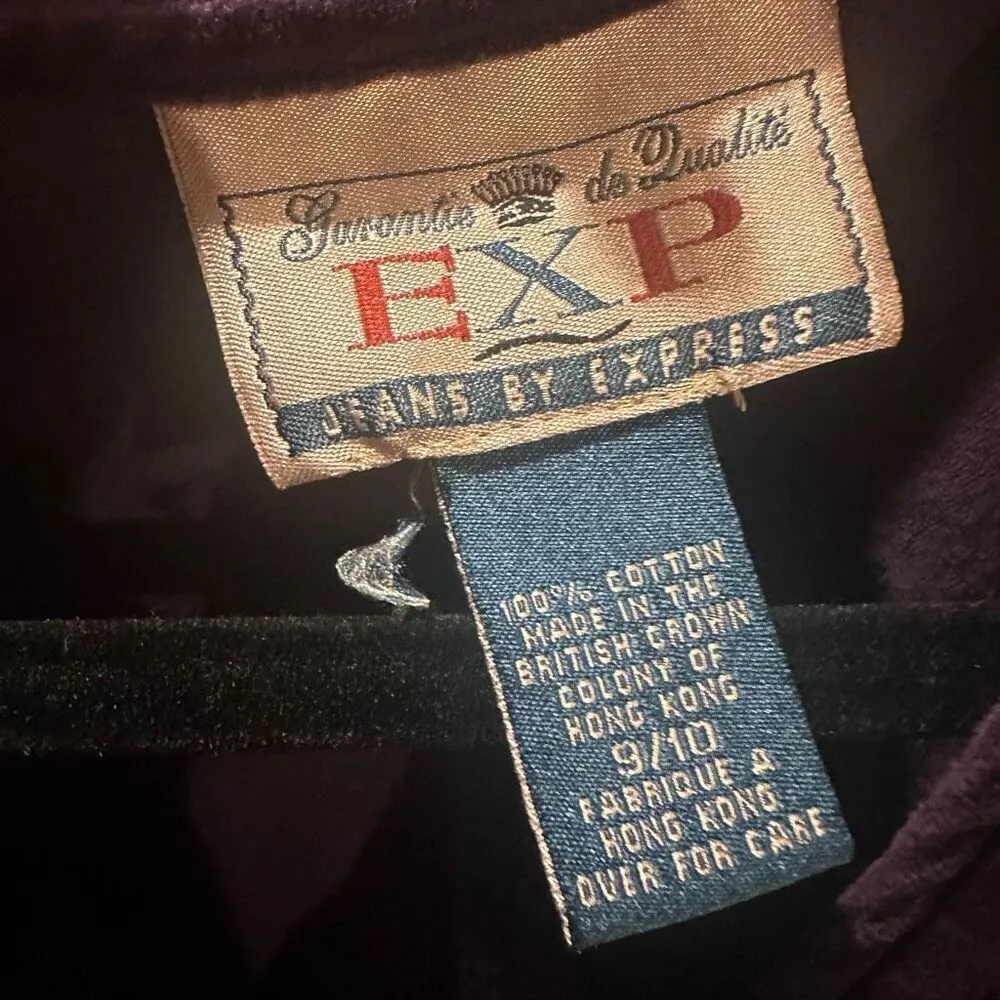 Garantie de Qualité
EXP
JEANS BY EXPRESS
100% COTTON
MADE IN THE
BRITISH CROWN
COLONY OF
HONG KONG
9/10
FABRIQUE A
HONG KONG
OVER FOR CARE